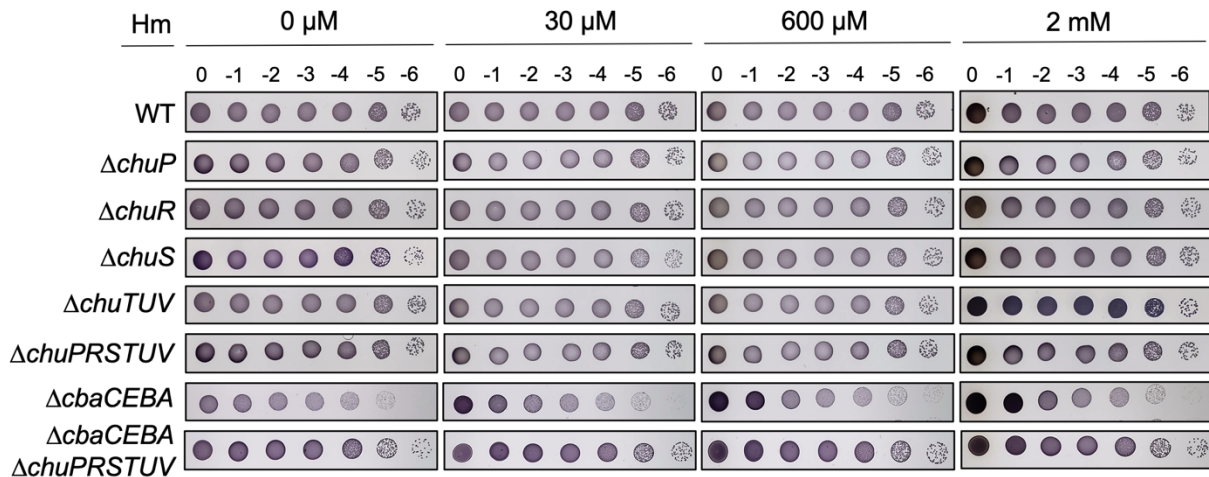 Hm 0 µM 30 µM 600 µM 2 mM
0 -1 -2 -3 -4 -5 -6 0 -1 -2 -3 -4 -5 -6 0 -1 -2 -3 -4 -5 -6 0 -1 -2 -3 -4 -5 -6
WT
ΔchuP
ΔchuR
ΔchuS
ΔchuTUV
ΔchuPRSTUV
ΔcbaCEBA
ΔcbaCEBA
ΔchuPRSTUV